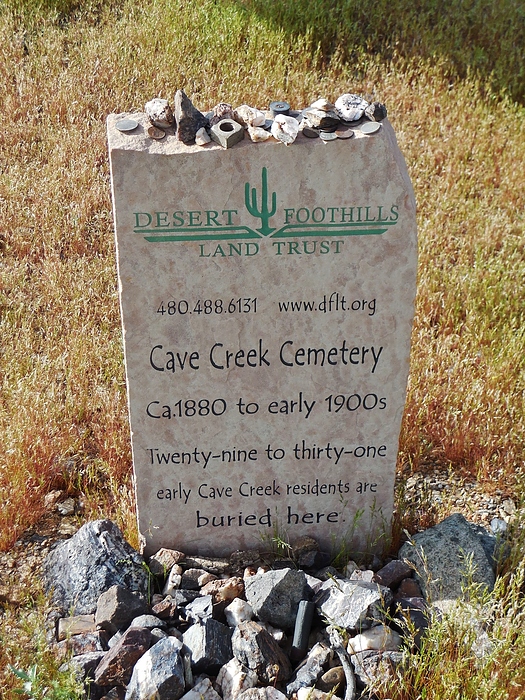 DESERT FOOTHILLS
LAND TRUST
480.488.6131 www.dflt.org
Cave Creek Cemetery
Ca.1880 to early 1900s
Twenty-nine to thirty-one
early Cave Creek residents are
buried here.